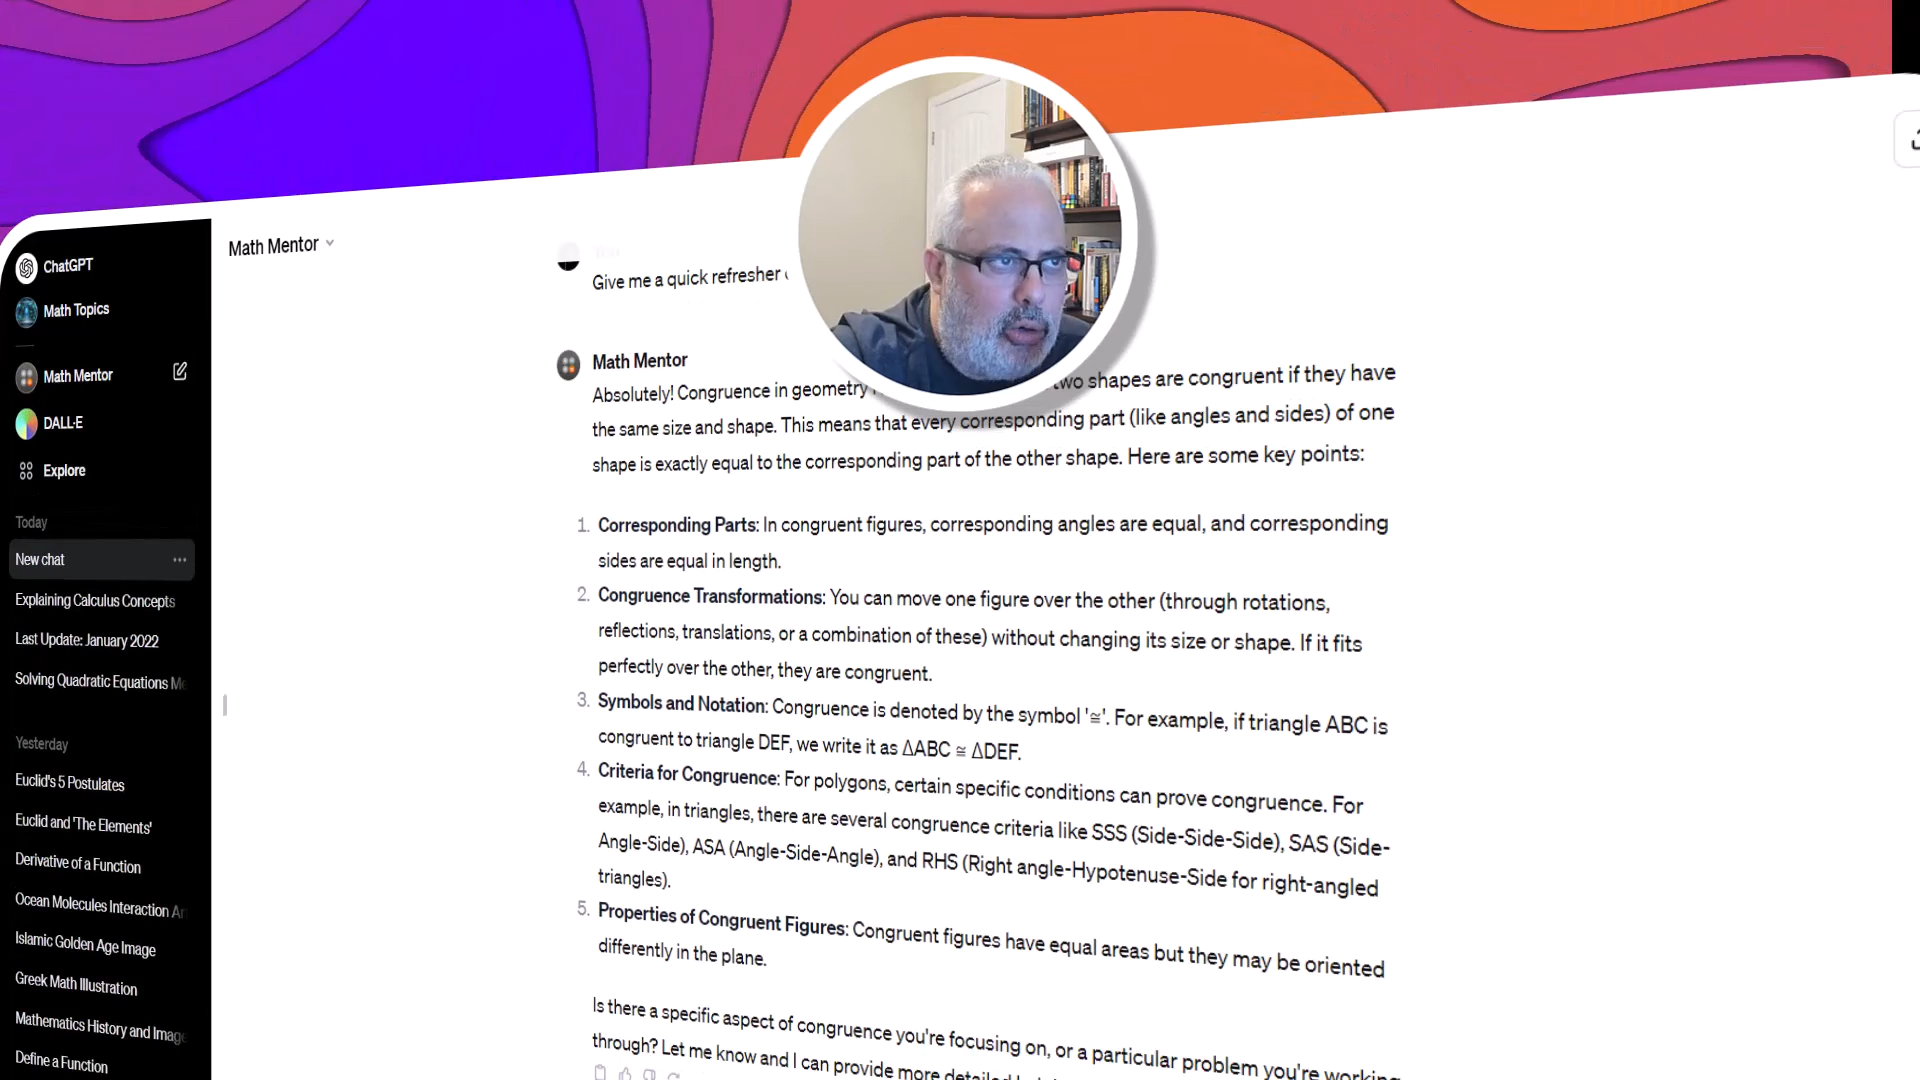 ChatGPT
Math Topics
Math Mentor
DALL·E
Explore
Today
New chat
Explaining Calculus Concepts
Last Update: January 2022
Solving Quadratic Equations
Yesterday
Euclid's 5 Postulates
Euclid and 'The Elements'
Derivative of a Function
Ocean Molecules Interaction
Islamic Golden Age Image
Greek Math Illustration
Mathematics History and Image
Define a Function
Math Mentor
Give me a quick refresher
Math Mentor
Absolutely! Congruence in geometry two shapes are congruent if they have
the same size and shape. This means that every corresponding part (like angles and sides) of one
shape is exactly equal to the corresponding part of the other shape. Here are some key points:
1. Corresponding Parts: In congruent figures, corresponding angles are equal, and corresponding
sides are equal in length.
2. Congruence Transformations: You can move one figure over the other (through rotations,
reflections, translations, or a combination of these) without changing its size or shape. If it fits
perfectly over the other, they are congruent.
3. Symbols and Notation: Congruence is denoted by the symbol '≅'. For example, if triangle ABC is
congruent to triangle DEF, we write it as ΔABC ≅ ΔDEF.
4. Criteria for Congruence: For polygons, certain specific conditions can prove congruence. For
example, in triangles, there are several congruence criteria like SSS (Side-Side-Side), SAS (Side-
Angle-Side), ASA (Angle-Side-Angle), and RHS (Right angle-Hypotenuse-Side for right-angled
triangles).
5. Properties of Congruent Figures: Congruent figures have equal areas but they may be oriented
differently in the plane.
Is there a specific aspect of congruence you're focusing on, or a particular problem you're working
through? Let me know and I can provide more detailed